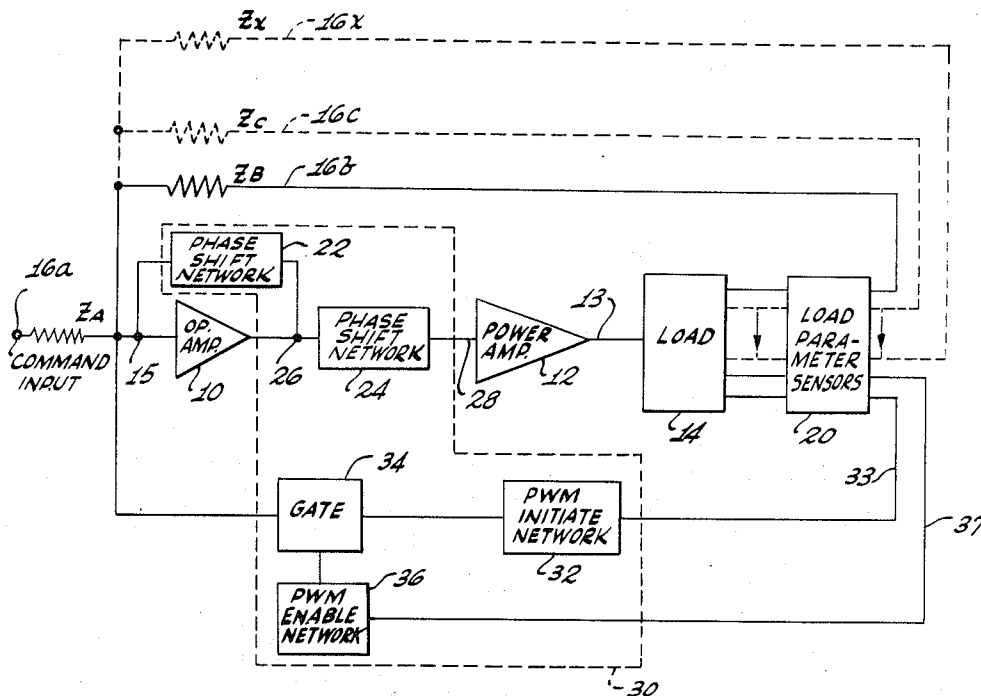 Zx
16x
Zc
16c
ZB
16b
PHASE
SHIFT
NETWORK
22
16a
ZA
COMMAND
INPUT
15
OP.
AMP.
10
26
PHASE
SHIFT
NETWORK
24
28
POWER
AMP.
12
13
LOAD
14
LOAD
PARA-
METER
SENSORS
20
33
37
34
GATE
PWM
INITIATE
NETWORK
32
36
PWM
ENABLE
NETWORK
30